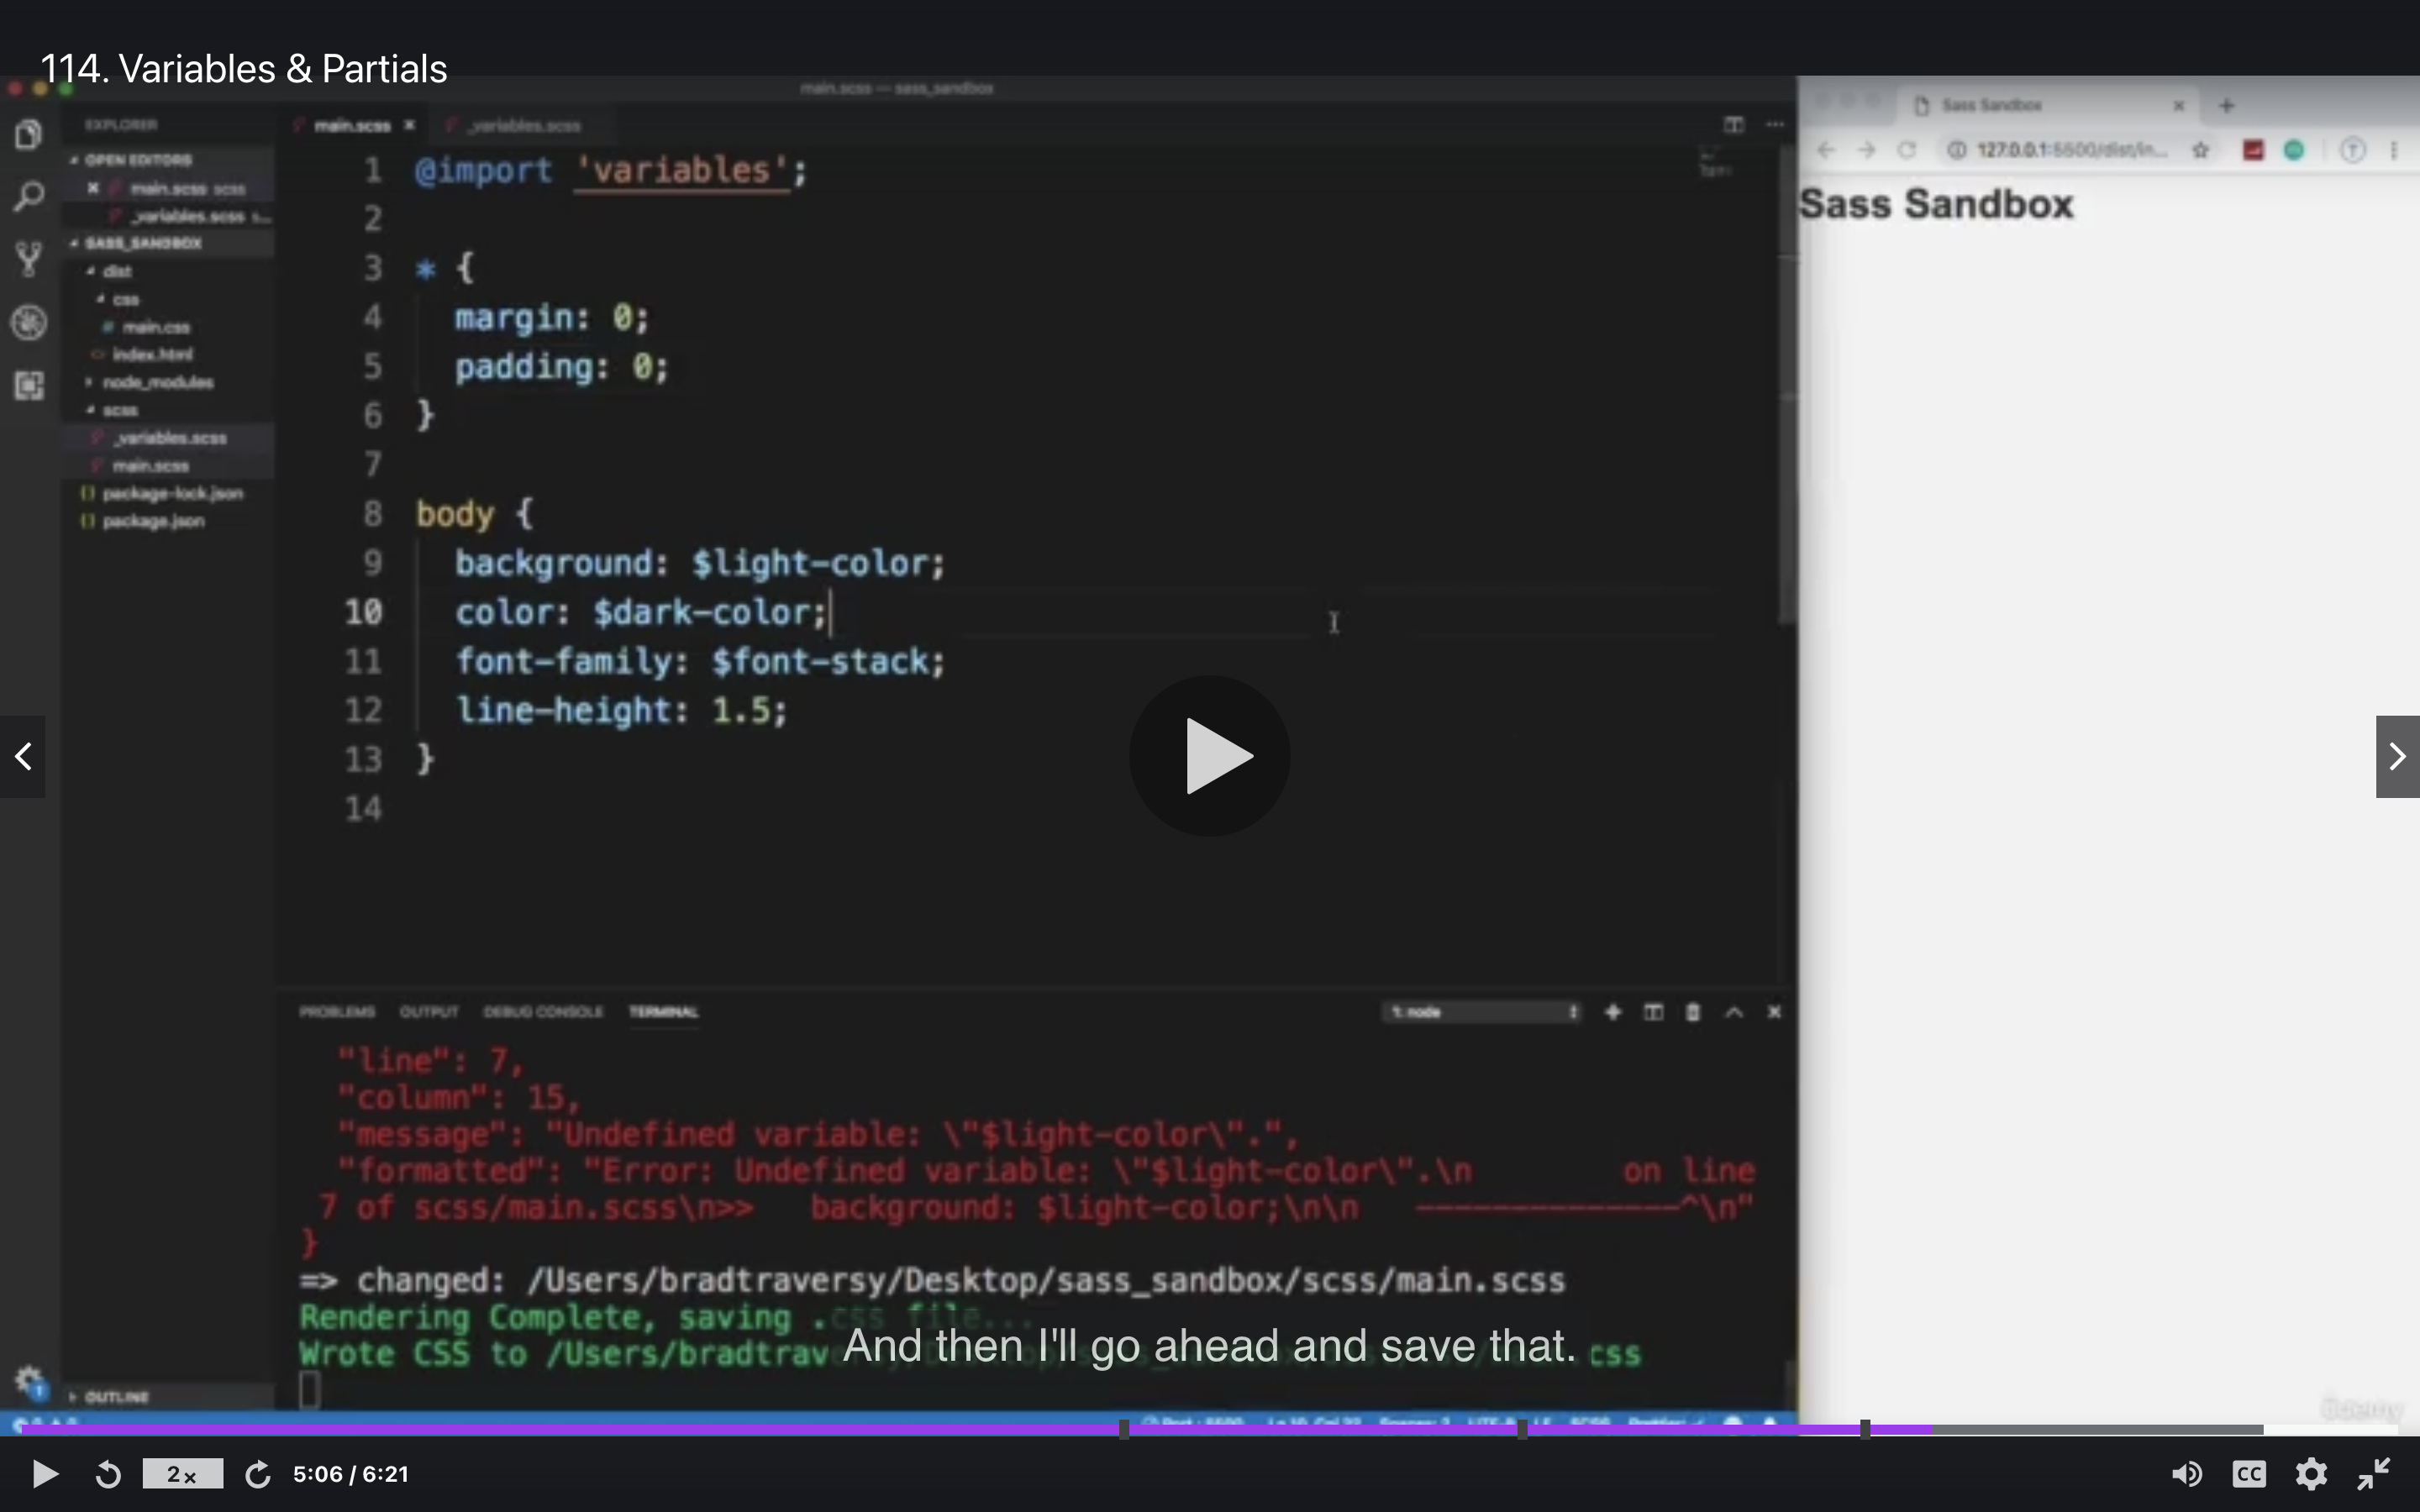 114. Variables & Partials
main.scss — sass_sandbox
EXPLORER
OPEN EDITORS
main.scss scss
_variables.scss s...
SASS_SANDBOX
dist
css
main.css
index.html
node_modules
scss
_variables.scss
main.scss
package-lock.json
package.json
OUTLINE
main.scss
_variables.scss
1 @import 'variables';
2
3 * {
4 margin: 0;
5 padding: 0;
6 }
7
8 body {
9 background: $light-color;
10 color: $dark-color;
11 font-family: $font-stack;
12 line-height: 1.5;
13 }
14
PROBLEMS OUTPUT DEBUG CONSOLE TERMINAL
1: node
"line": 7,
"column": 15,
"message": "Undefined variable: \"$light-color\".",
"formatted": "Error: Undefined variable: \"$light-color\".\n on line
7 of scss/main.scss\n>> background: $light-color;\n\n --------------^\n"
}
=> changed: /Users/bradtraversy/Desktop/sass_sandbox/scss/main.scss
Rendering Complete, saving .css file...
Wrote CSS to /Users/bradtrav
css
And then I'll go ahead and save that.
Sass Sandbox
127.0.0.1:5500/dist/in...
Sass Sandbox
Udemy
2x
5:06 / 6:21
CC